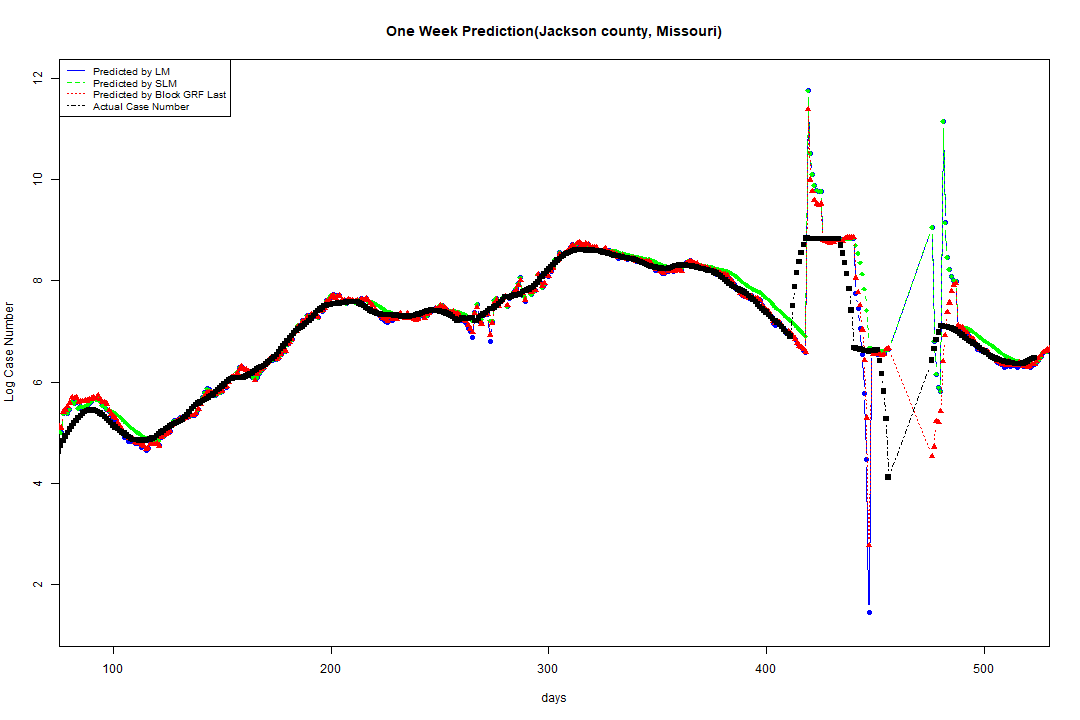 One Week Prediction(Jackson county, Missouri)
Predicted by LM
Predicted by SLM
Predicted by Block GRF Last
Actual Case Number
Log Case Number
12
10
8
6
4
2
100 200 300 400 500
days